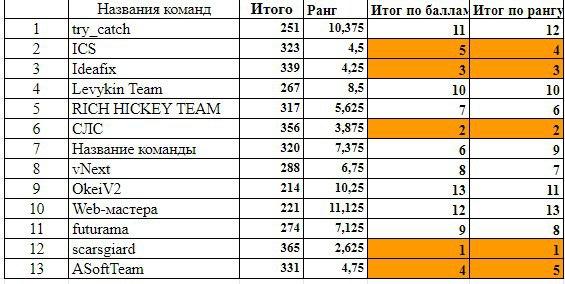 Названия команд Итого Ранг Итог по баллам Итог по рангу
1 try_catch 251 10,375 11 12
2 ICS 323 4,5 5 4
3 Ideafix 339 4,25 3 3
4 Levykin Team 267 8,5 10 10
5 RICH HICKEY TEAM 317 5,625 7 6
6 СЛС 356 3,875 2 2
7 Название команды 320 7,375 6 9
8 vNext 288 6,75 8 7
9 OkeiV2 214 10,25 13 11
10 Web-мастера 221 11,125 12 13
11 futurama 274 7,125 9 8
12 scarsgiard 365 2,625 1 1
13 ASoftTeam 331 4,75 4 5